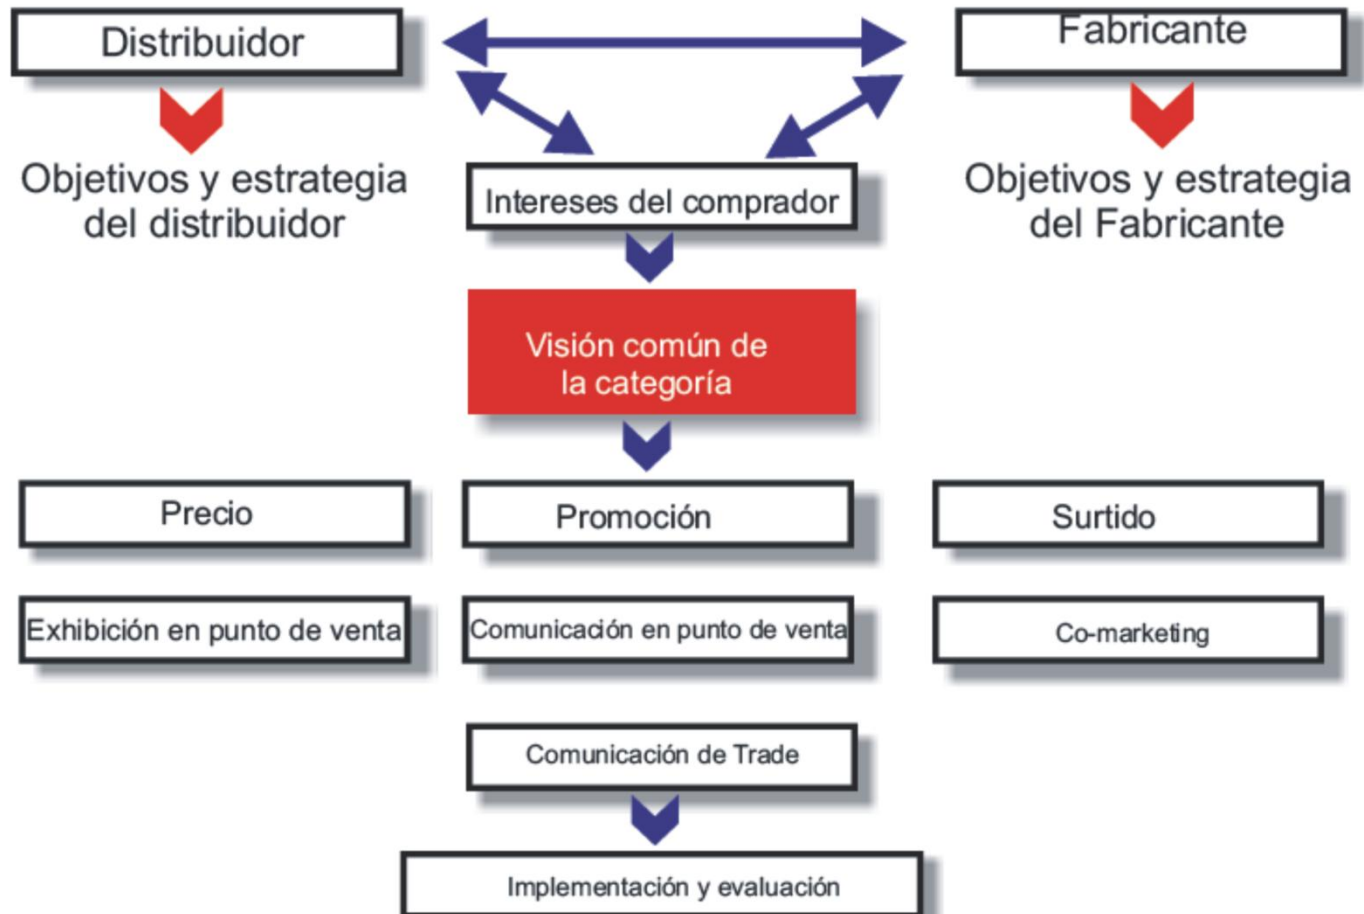 Distribuidor
Fabricante
Objetivos y estrategia
del distribuidor
Intereses del comprador
Objetivos y estrategia
del Fabricante
Visión común de
la categoría
Precio
Promoción
Surtido
Exhibición en punto de venta
Comunicación en punto de venta
Co-marketing
Comunicación de Trade
Implementación y evaluación